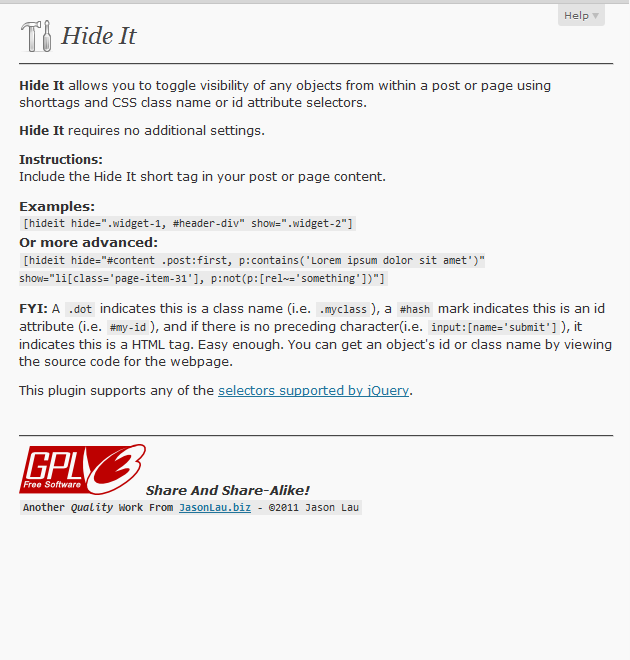 Help
Hide It
Hide It allows you to toggle visibility of any objects from within a post or page using
shorttags and CSS class name or id attribute selectors.
Hide It requires no additional settings.
Instructions:
Include the Hide It short tag in your post or page content.
Examples:
[hideit hide=".widget-1, #header-div" show=".widget-2"]
Or more advanced:
[hideit hide="#content .post:first, p:contains('Lorem ipsum dolor sit amet')"
show="li[class='page-item-31'], p:not(p:[rel~='something'])"]
FYI: A .dot indicates this is a class name (i.e. .myclass), a #hash mark indicates this is an id
attribute (i.e. #my-id), and if there is no preceding character(i.e. input:[name='submit']), it
indicates this is a HTML tag. Easy enough. You can get an object's id or class name by viewing
the source code for the webpage.
This plugin supports any of the selectors supported by jQuery.
GPLv3
Free Software
Share And Share-Alike!
Another Quality Work From JasonLau.biz - ©2011 Jason Lau